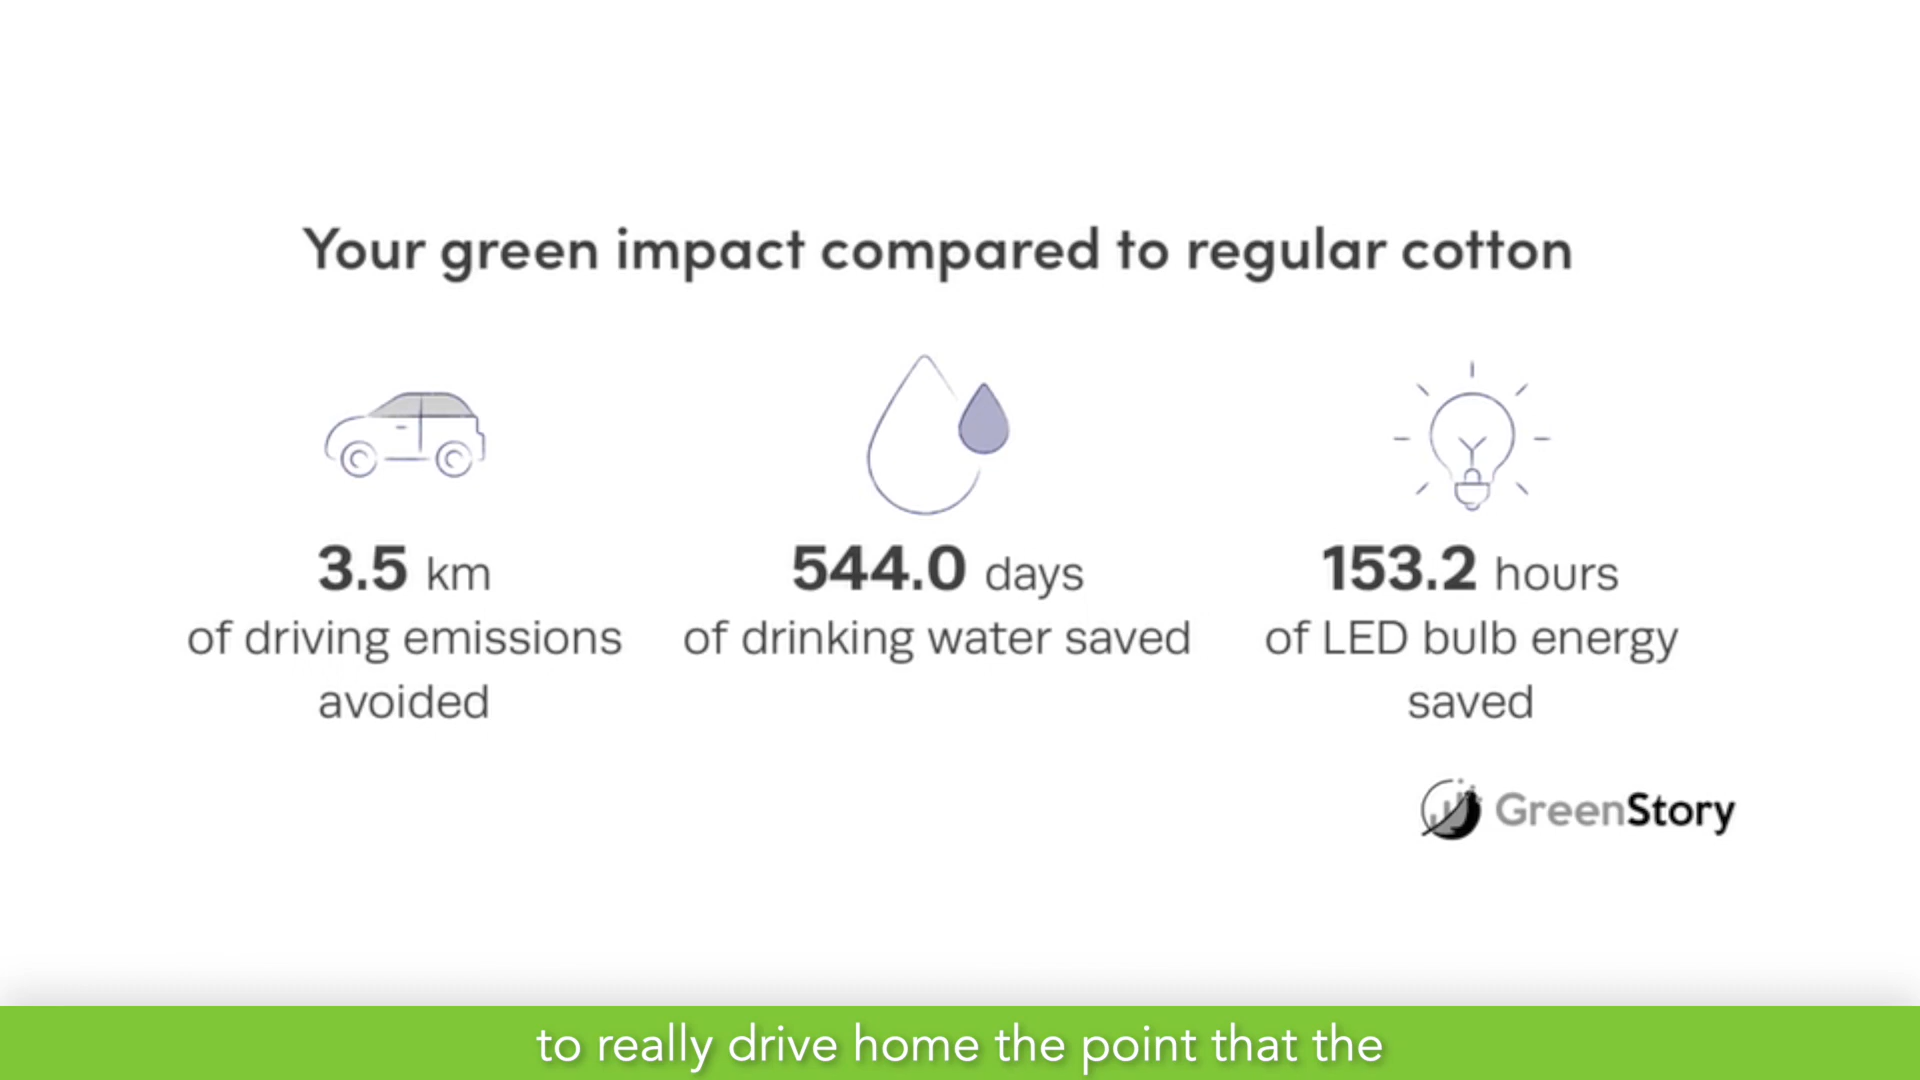 Your green impact compared to regular cotton
3.5 km
of driving emissions
avoided
544.0 days
of drinking water saved
153.2 hours
of LED bulb energy
saved
GreenStory
to really drive home the point that the